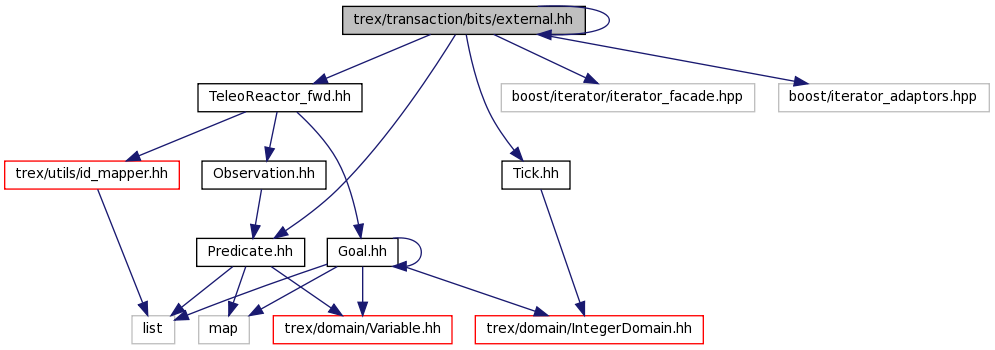 trex/transaction/bits/external.hh
TeleoReactor_fwd.hh
boost/iterator/iterator_facade.hpp
boost/iterator_adaptors.hpp
trex/utils/id_mapper.hh
Observation.hh
Tick.hh
Predicate.hh
Goal.hh
list
map
trex/domain/Variable.hh
trex/domain/IntegerDomain.hh